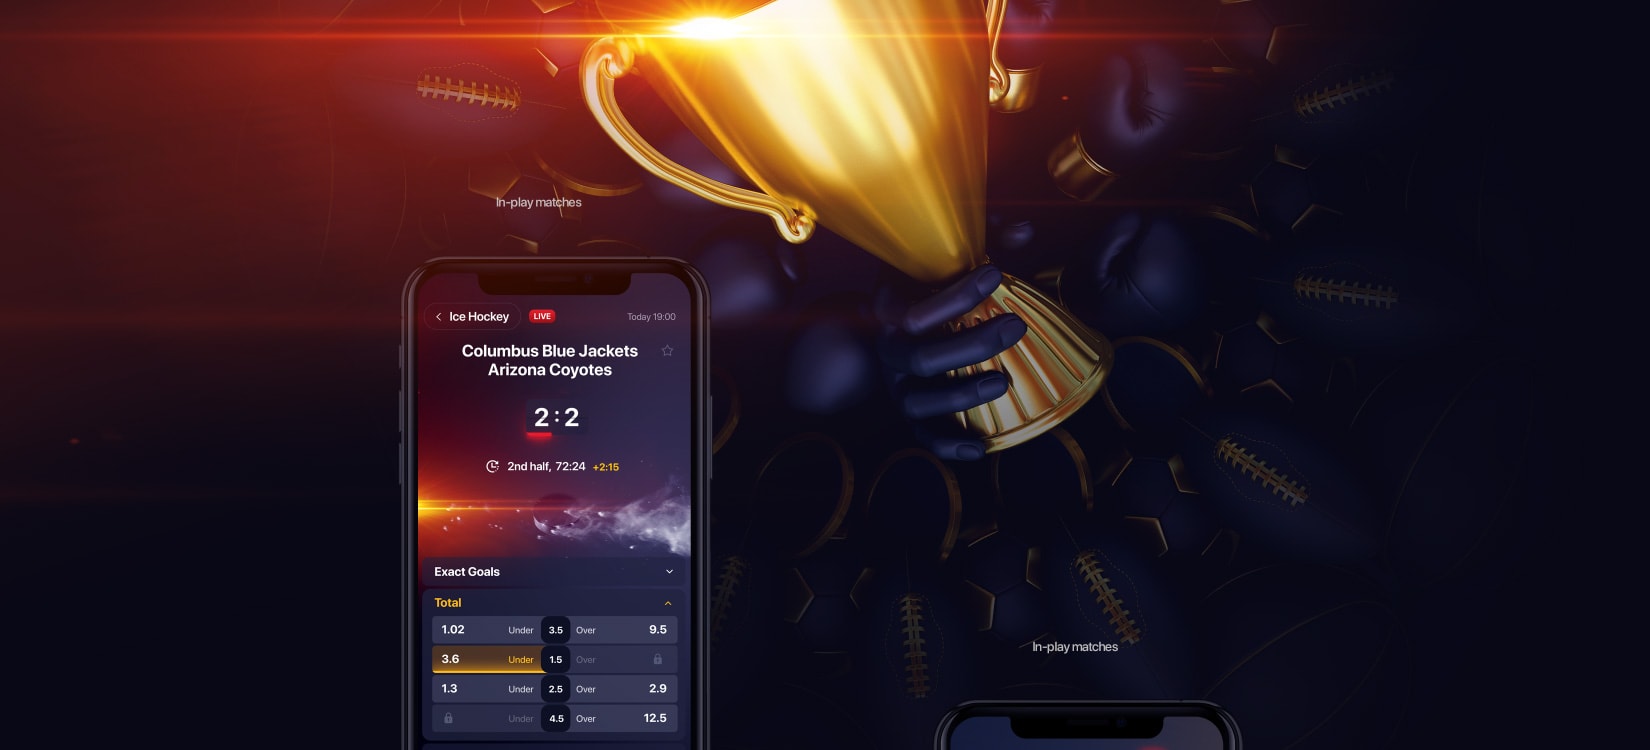 In-play matches
Ice Hockey LIVE Today 19:00
Columbus Blue Jackets
Arizona Coyotes
2:2
2nd half, 72:24 +2:15
Exact Goals
Total
1.02 Under 3.5 Over 9.5
3.6 Under 1.5 Over
1.3 Under 2.5 Over 2.9
Under 4.5 Over 12.5
In-play matches